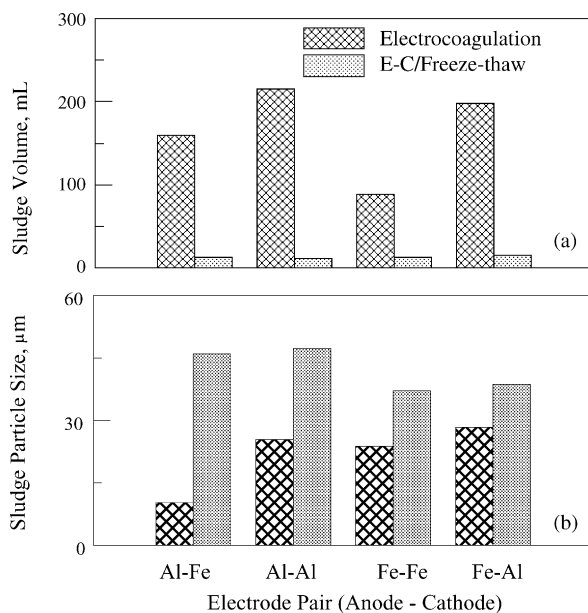 300
200
100
0
Sludge Volume, mL
Electrocoagulation
E-C/Freeze-thaw
(a)
60
30
0
Sludge Particle Size, µm
(b)
Al-Fe Al-Al Fe-Fe Fe-Al
Electrode Pair (Anode - Cathode)